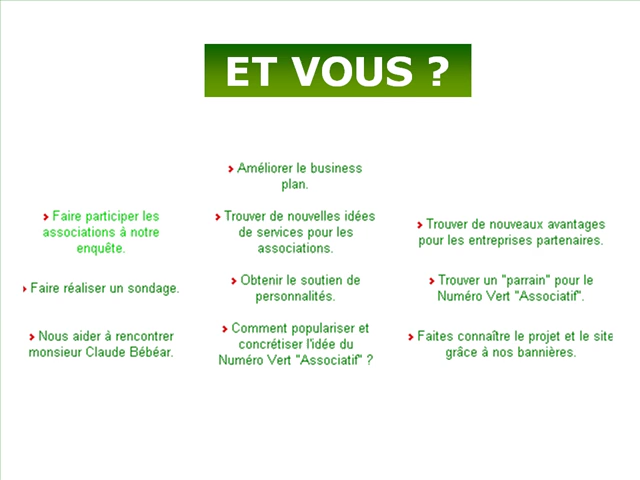 ET VOUS ?
Faire participer les
associations à notre
enquête.
Faire réaliser un sondage.
Nous aider à rencontrer
monsieur Claude Bébéar.
Améliorer le business
plan.
Trouver de nouvelles idées
de services pour les
associations.
Obtenir le soutien de
personnalités.
Comment populariser et
concrétiser l'idée du
Numéro Vert "Associatif" ?
Trouver de nouveaux avantages
pour les entreprises partenaires.
Trouver un "parrain" pour le
Numéro Vert "Associatif".
Faites connaître le projet et le site
grâce à nos bannières.